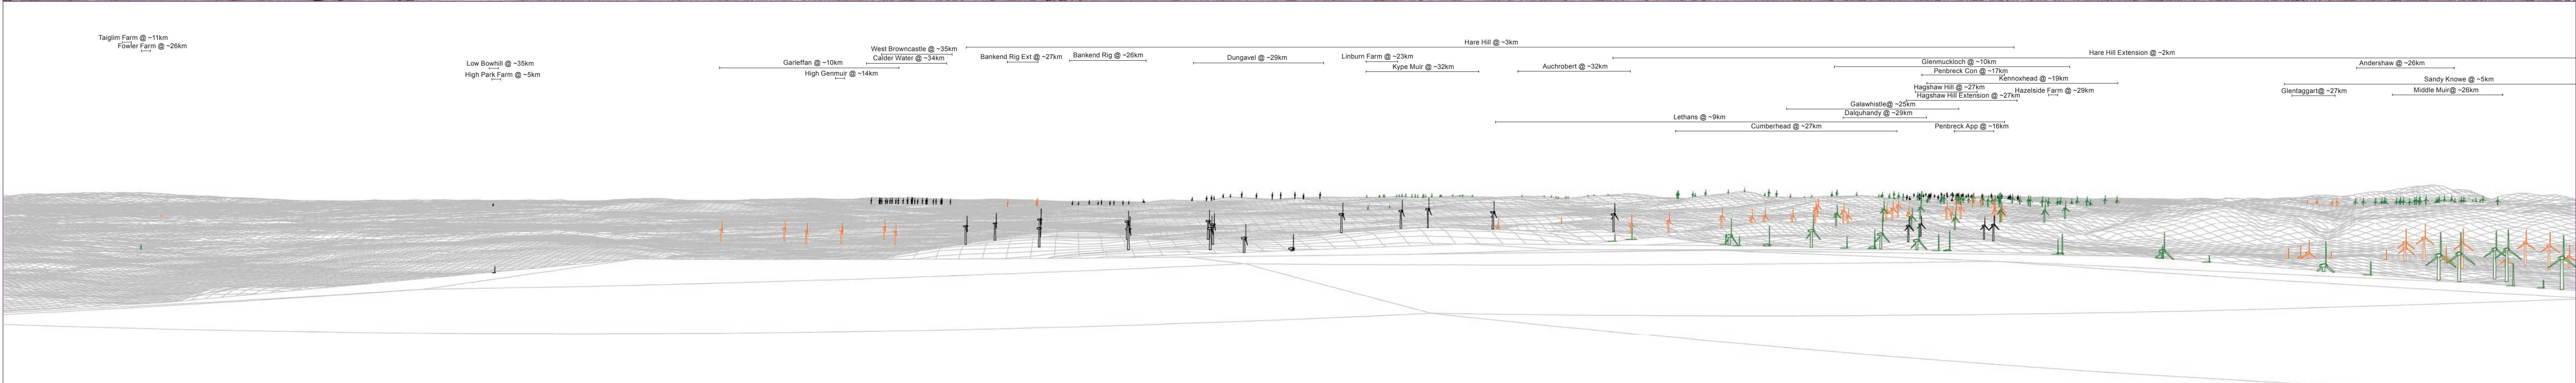 Taiglim Farm @ ~11km
Fowler Farm @ ~26km
Low Bowhill @ ~35km
High Park Farm @ ~5km
Garleffan @ ~10km
High Genmuir @ ~14km
West Browncastle @ ~35km
Calder Water @ ~34km
Bankend Rig Ext @ ~27km
Bankend Rig @ ~26km
Dungavel @ ~29km
Linburn Farm @ ~23km
Kype Muir @ ~32km
Hare Hill @ ~3km
Auchrobert @ ~32km
Lethans @ ~9km
Cumberhead @ ~27km
Glenmuckloch @ ~10km
Penbreck Con @ ~17km
Kennoxhead @ ~19km
Hagshaw Hill @ ~27km
Hazelside Farm @ ~29km
Hagshaw Hill Extension @ ~27km
Galawhistle@ ~25km
Dalquhandy @ ~29km
Penbreck App @ ~16km
Hare Hill Extension @ ~2km
Andershaw @ ~26km
Sandy Knowe @ ~5km
Glentaggart@ ~27km
Middle Muir@ ~26km